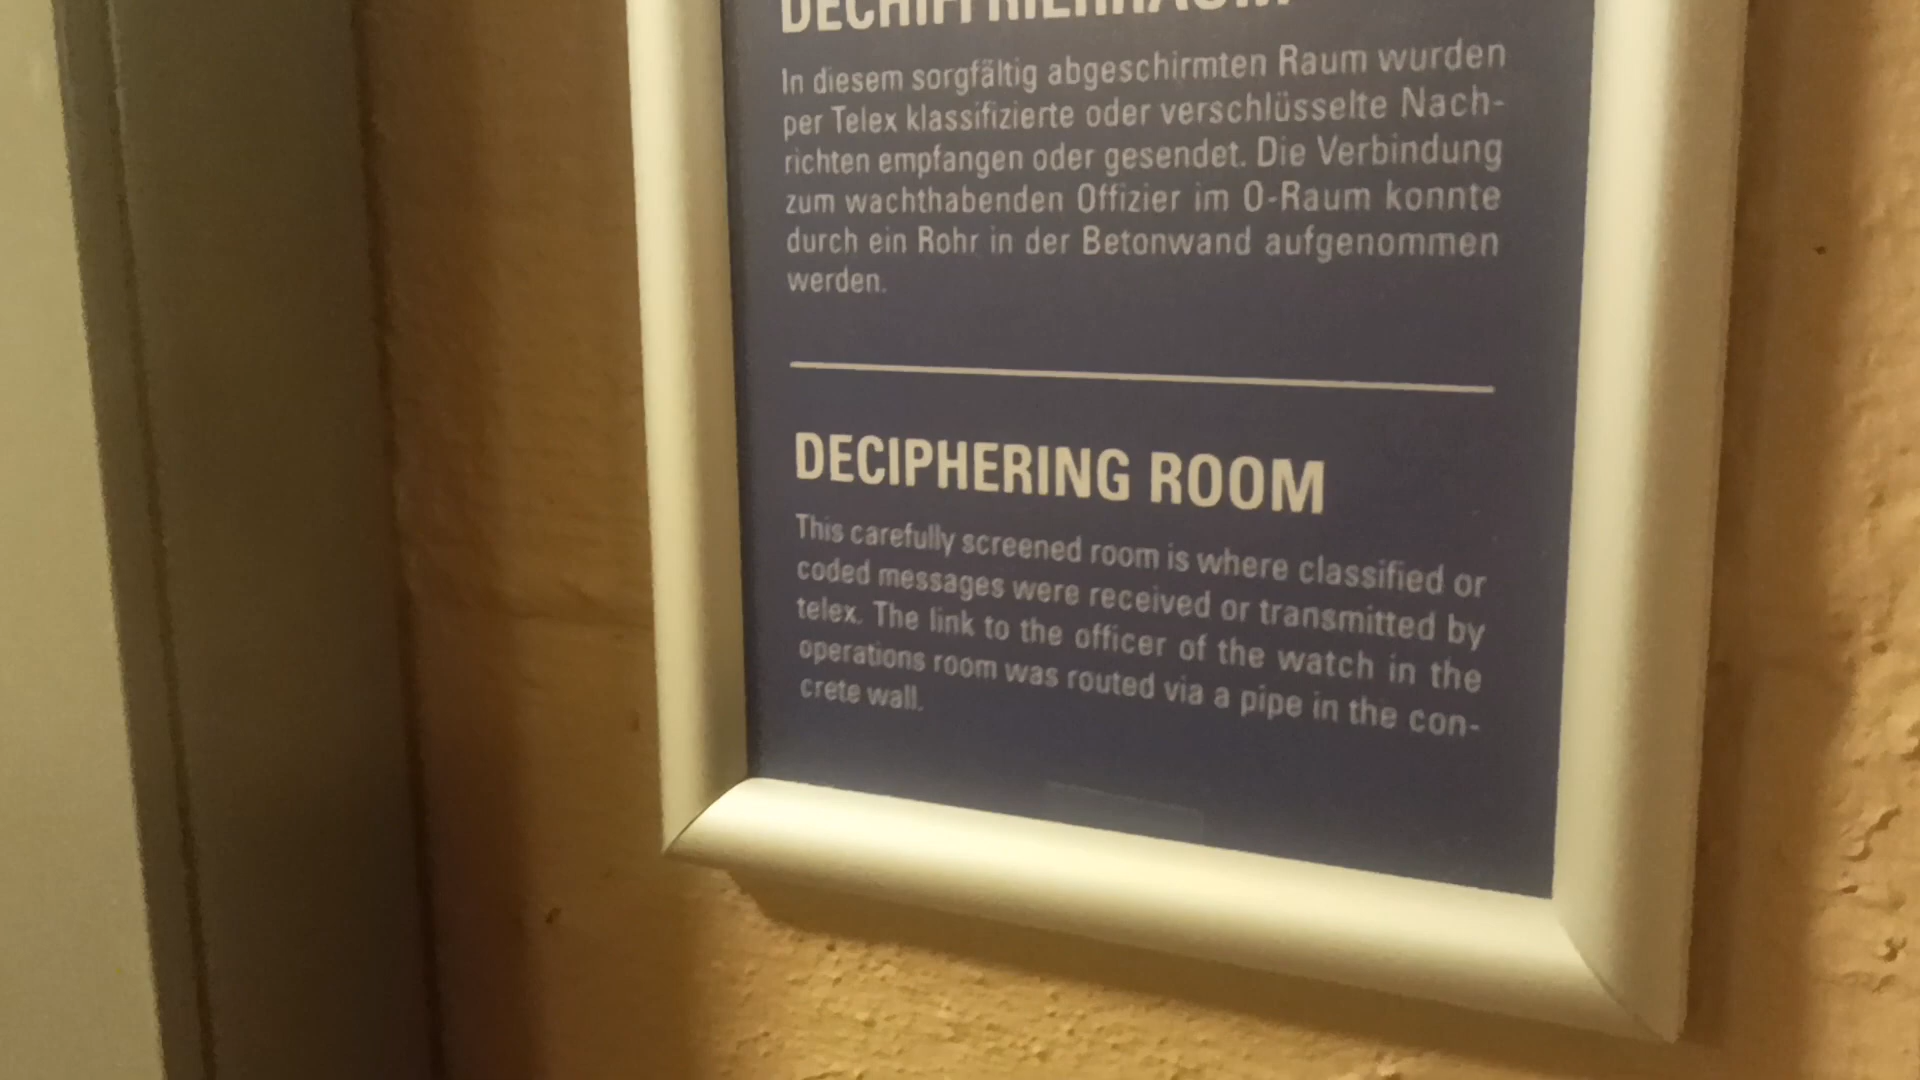 DECHIFFRIERRAUM
In diesem sorgfältig abgeschirmten Raum wurden
per Telex klassifizierte oder verschlüsselte Nach-
richten empfangen oder gesendet. Die Verbindung
zum wachthabenden Offizier im O-Raum konnte
durch ein Rohr in der Betonwand aufgenommen
werden.
DECIPHERING ROOM
This carefully screened room is where classified or
coded messages were received or transmitted by
telex. The link to the officer of the watch in the
operations room was routed via a pipe in the con-
crete wall.